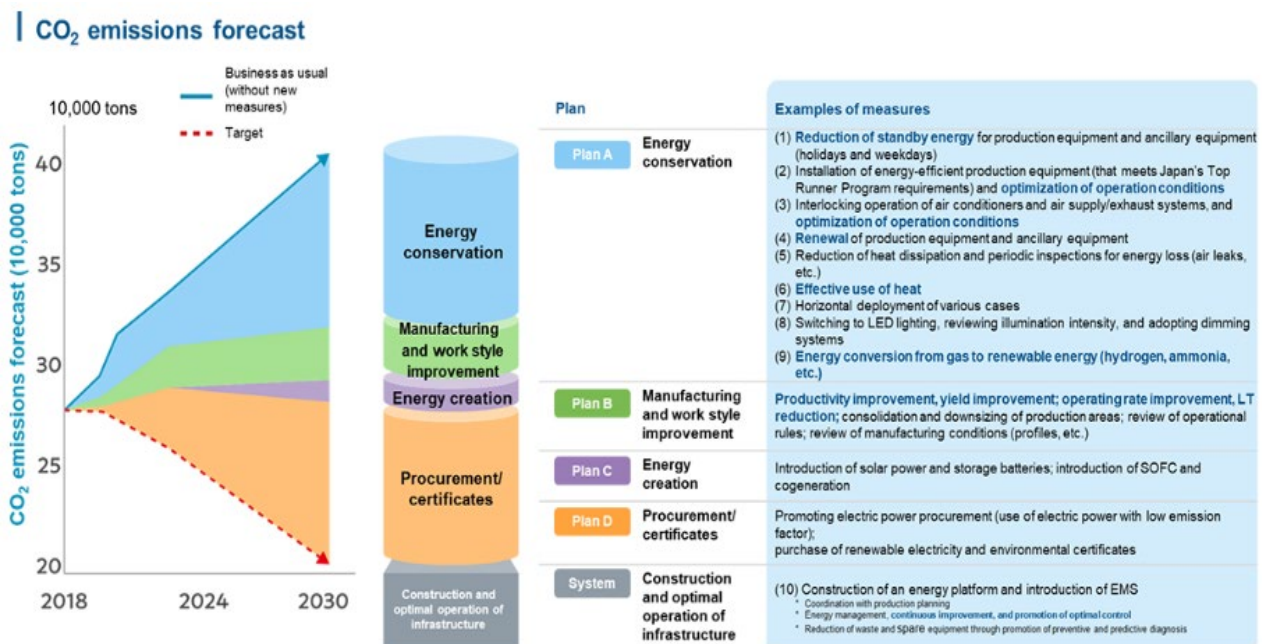 CO₂ emissions forecast
Business as usual
(without new
measures)
Target
10,000 tons
CO₂ emissions forecast (10,000 tons)
40
35
30
25
20
2018
2024
2030
Energy
conservation
Manufacturing
and work style
improvement
Energy creation
Procurement/
certificates
Construction and
optimal operation of
infrastructure
Plan
Examples of measures
Plan A
Energy
conservation
(1) Reduction of standby energy for production equipment and ancillary equipment
(holidays and weekdays)
(2) Installation of energy-efficient production equipment (that meets Japan's Top
Runner Program requirements) and optimization of operation conditions
(3) Interlocking operation of air conditioners and air supply/exhaust systems, and
optimization of operation conditions
(4) Renewal of production equipment and ancillary equipment
(5) Reduction of heat dissipation and periodic inspections for energy loss (air leaks,
etc.)
(6) Effective use of heat
(7) Horizontal deployment of various cases
(8) Switching to LED lighting, reviewing illumination intensity, and adopting dimming
systems
(9) Energy conversion from gas to renewable energy (hydrogen, ammonia,
etc.)
Plan B
Manufacturing
and work style
improvement
Productivity improvement, yield improvement; operating rate improvement, LT
reduction; consolidation and downsizing of production areas; review of operational
rules; review of manufacturing conditions (profiles, etc.)
Plan C
Energy
creation
Introduction of solar power and storage batteries; introduction of SOFC and
cogeneration
Plan D
Procurement/
certificates
Promoting electric power procurement (use of electric power with low emission
factor);
purchase of renewable electricity and environmental certificates
System
Construction
and optimal
operation of
infrastructure
(10) Construction of an energy platform and introduction of EMS
* Coordination with production planning
* Energy management, continuous improvement, and promotion of optimal control
* Reduction of waste and spare equipment through promotion of preventive and predictive diagnosis